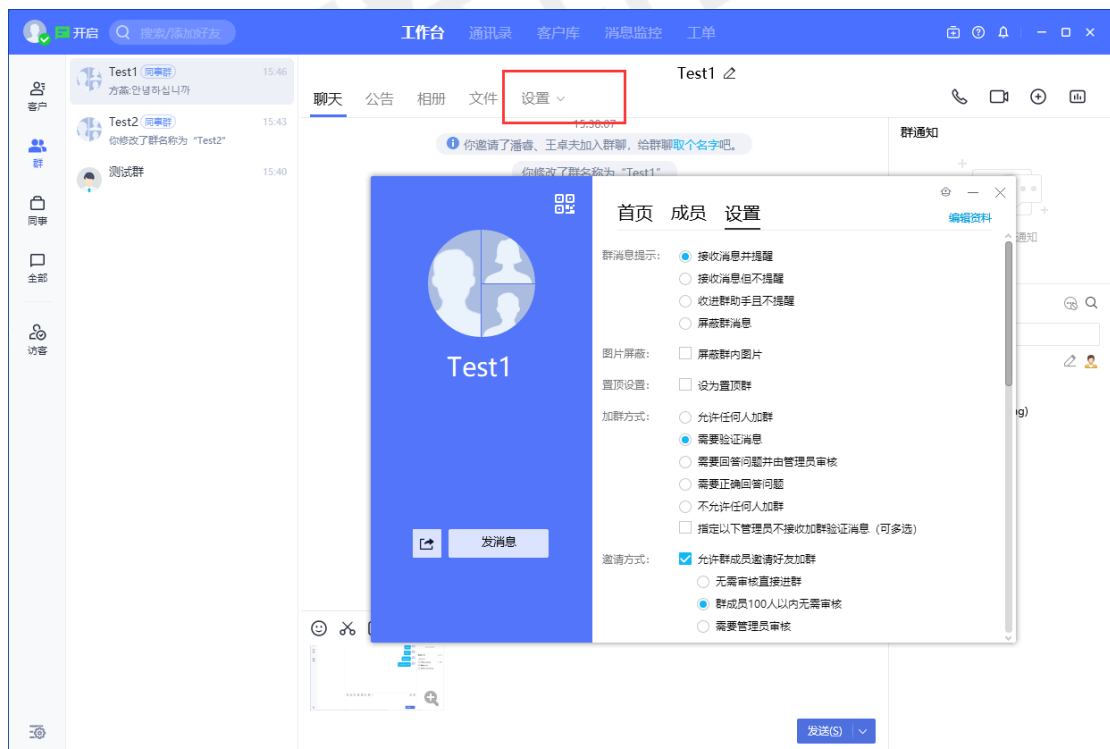 开启
搜索/添加好友
工作台 通讯录 客户库 消息监控 工单
客户
群
同事
全部
访客
Test1 同事群 15:46
方燕:안녕하십니까
Test2 同事群 15:43
你修改了群名称为 "Test2"
测试群 15:40
Test1
聊天 公告 相册 文件 设置
15:38:07
你邀请了潘睿、王卓夫加入群聊，给群聊取个名字吧。
你修改了群名称为 "Test1"
群通知
通知
Test1
发消息
首页 成员 设置
编辑资料
群消息提示: 接收消息并提醒
接收消息但不提醒
收进群助手且不提醒
屏蔽群消息
图片屏蔽: 屏蔽群内图片
置顶设置: 设为置顶群
加群方式: 允许任何人加群
需要验证消息
需要回答问题并由管理员审核
需要正确回答问题
不允许任何人加群
指定以下管理员不接收加群验证消息（可多选）
邀请方式: 允许群成员邀请好友加群
无需审核直接进群
群成员100人以内无需审核
需要管理员审核
g)
发送(S)